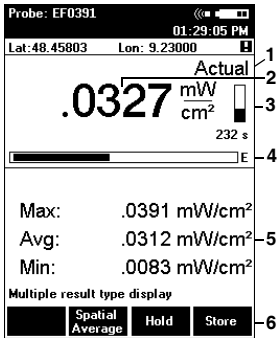 Probe: EF0391
01:29:05 PM
Lat:48.45803 Lon: 9.23000
Actual 1
.0327 mW/cm² 2
3
232 s
E 4
Max: .0391 mW/cm²
Avg: .0312 mW/cm² 5
Min: .0083 mW/cm²
Multiple result type display
Spatial Average Hold Store 6